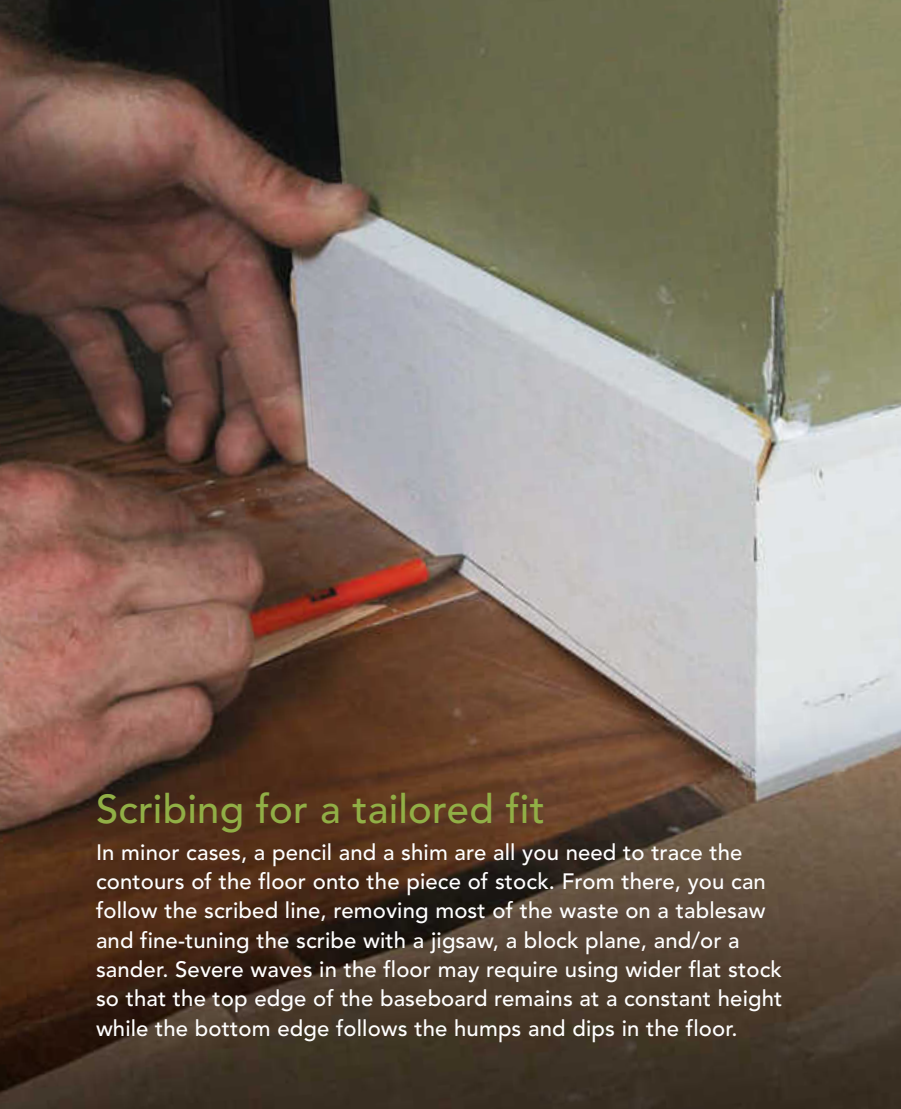 Scribing for a tailored fit
In minor cases, a pencil and a shim are all you need to trace the
contours of the floor onto the piece of stock. From there, you can
follow the scribed line, removing most of the waste on a tablesaw
and fine-tuning the scribe with a jigsaw, a block plane, and/or a
sander. Severe waves in the floor may require using wider flat stock
so that the top edge of the baseboard remains at a constant height
while the bottom edge follows the humps and dips in the floor.